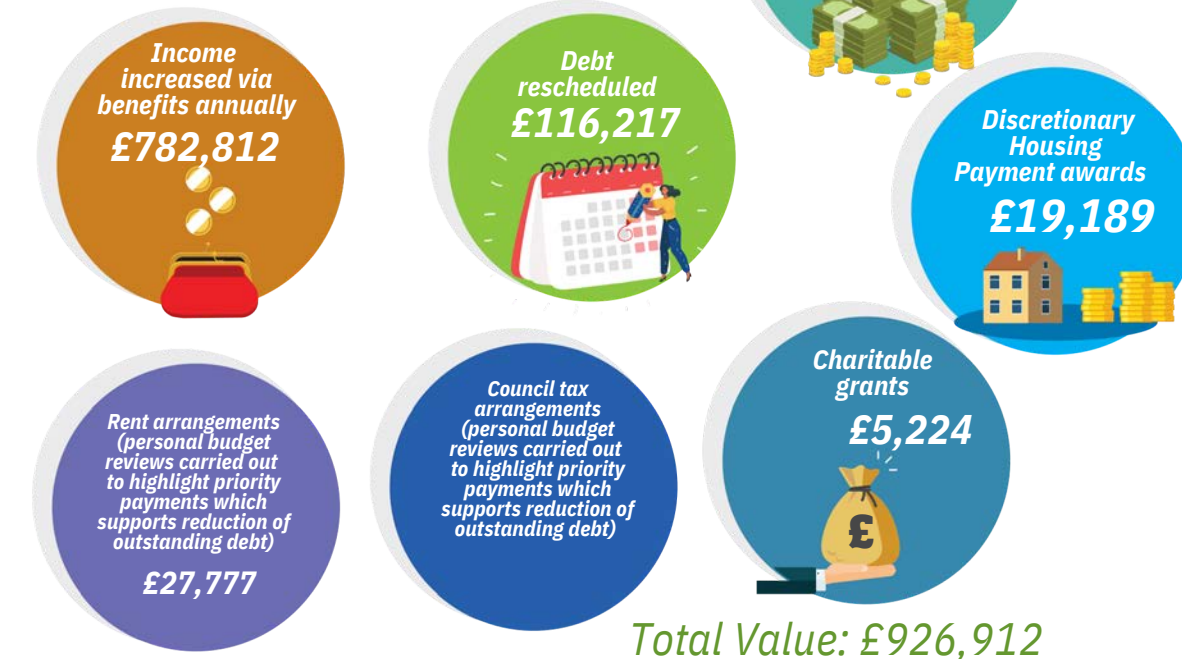 Income
increased via
benefits annually
£782,812
Debt
rescheduled
£116,217
Discretionary
Housing
Payment awards
£19,189
Rent arrangements
(personal budget
reviews carried out
to highlight priority
payments which
supports reduction of
outstanding debt)
£27,777
Council tax
arrangements
(personal budget
reviews carried out
to highlight priority
payments which
supports reduction of
outstanding debt)
Charitable
grants
£5,224
£
Total Value: £926,912